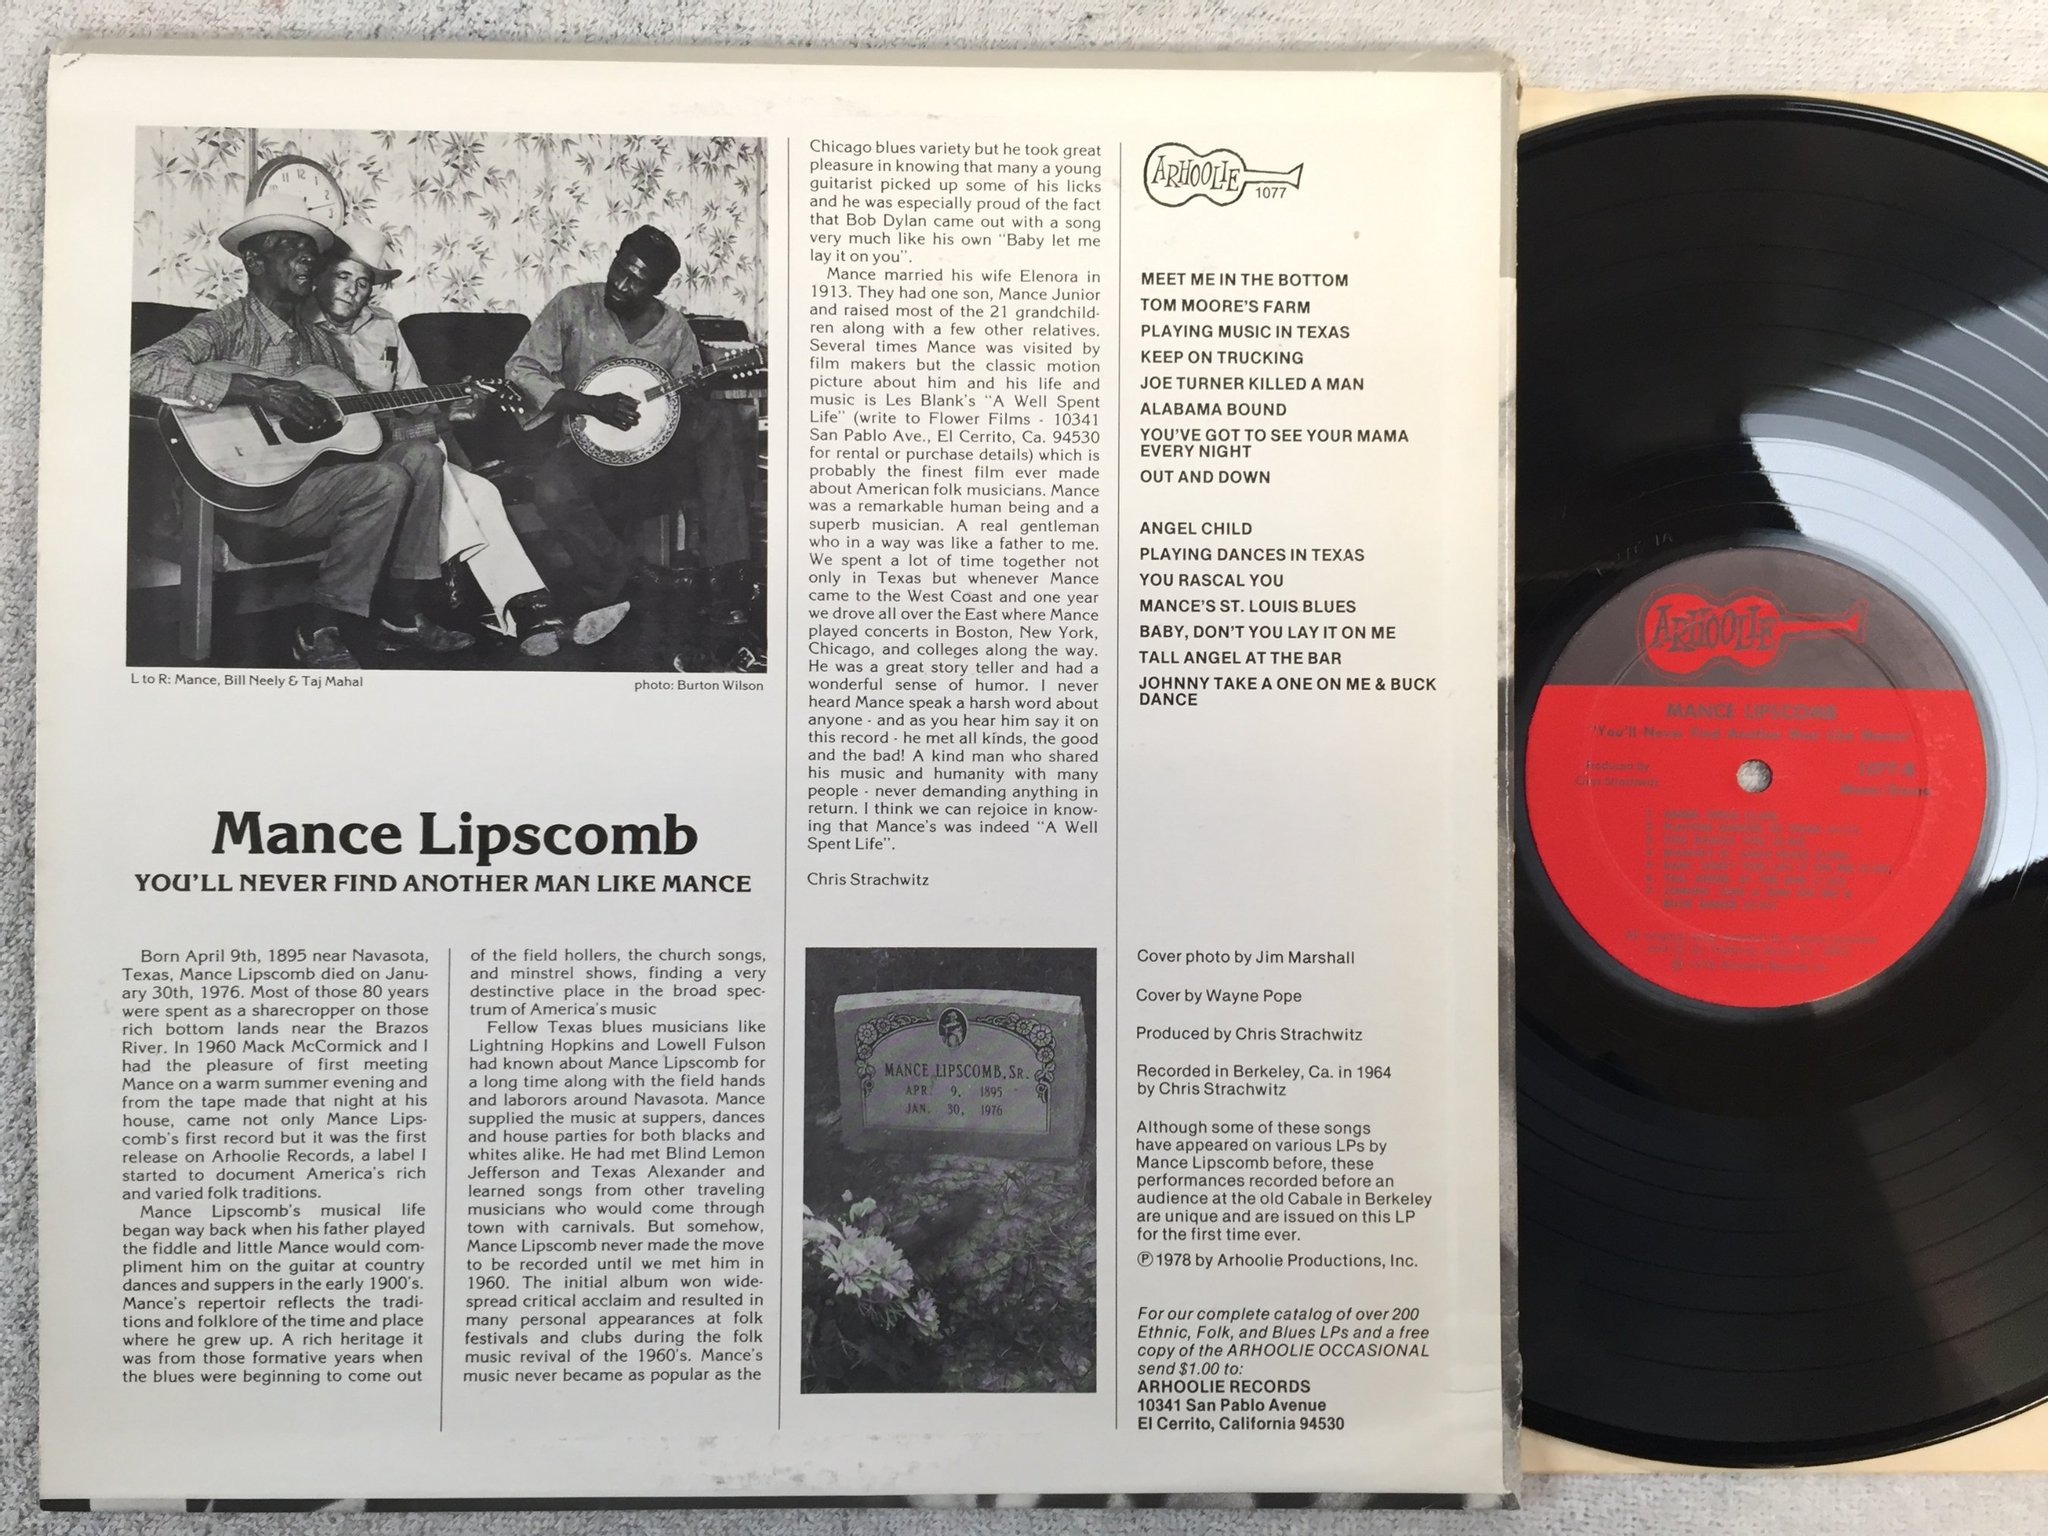 11 12 1
2
3
L to R: Mance, Bill Neely & Taj Mahal
photo: Burton Wilson
Mance Lipscomb
YOU'LL NEVER FIND ANOTHER MAN LIKE MANCE
Born April 9th, 1895 near Navasota,
Texas, Mance Lipscomb died on Janu-
ary 30th, 1976. Most of those 80 years
were spent as a sharecropper on those
rich bottom lands near the Brazos
River. In 1960 Mack McCormick and I
had the pleasure of first meeting
Mance on a warm summer evening and
from the tape made that night at his
house, came not only Mance Lips-
comb's first record but it was the first
release on Arhoolie Records, a label I
started to document America's rich
and varied folk traditions.
Mance Lipscomb's musical life
began way back when his father played
the fiddle and little Mance would com-
pliment him on the guitar at country
dances and suppers in the early 1900's.
Mance's repertoir reflects the tradi-
tions and folklore of the time and place
where he grew up. A rich heritage it
was from those formative years when
the blues were beginning to come out
of the field hollers, the church songs,
and minstrel shows, finding a very
distinctive place in the broad spec-
trum of America's music
Fellow Texas blues musicians like
Lightning Hopkins and Lowell Fulson
had known about Mance Lipscomb for
a long time along with the field hands
and laborors around Navasota. Mance
supplied the music at suppers, dances
and house parties for both blacks and
whites alike. He had met Blind Lemon
Jefferson and Texas Alexander and
learned songs from other traveling
musicians who would come through
town with carnivals. But somehow,
Mance Lipscomb never made the move
to be recorded until we met him in
1960. The initial album won wide-
spread critical acclaim and resulted in
many personal appearances at folk
festivals and clubs during the folk
music revival of the 1960's. Mance's
music never became as popular as the
Chicago blues variety but he took great
pleasure in knowing that many a young
guitarist picked up some of his licks
and he was especially proud of the fact
that Bob Dylan came out with a song
very much like his own "Baby let me
lay it on you".
Mance married his wife Elenora in
1913. They had one son, Mance Junior
and raised most of the 21 grandchild-
ren along with a few other relatives.
Several times Mance was visited by
film makers but the classic motion
picture about him and his life and
music is Les Blank's "A Well Spent
Life" (write to Flower Films - 10341
San Pablo Ave., El Cerrito, Ca. 94530
for rental or purchase details) which is
probably the finest film ever made
about American folk musicians. Mance
was a remarkable human being and a
superb musician. A real gentleman
who in a way was like a father to me.
We spent a lot of time together not
only in Texas but whenever Mance
came to the West Coast and one year
we drove all over the East where Mance
played concerts in Boston, New York,
Chicago, and colleges along the way.
He was a great story teller and had a
wonderful sense of humor. I never
heard Mance speak a harsh word about
anyone - and as you hear him say it on
this record - he met all kinds, the good
and the bad! A kind man who shared
his music and humanity with many
people - never demanding anything in
return. I think we can rejoice in know-
ing that Mance's was indeed "A Well
Spent Life".
Chris Strachwitz
MANCE LIPSCOMB, SR.
APR. 9, 1895
JAN. 30, 1976
ARHOOLIE
1077
MEET ME IN THE BOTTOM
TOM MOORE'S FARM
PLAYING MUSIC IN TEXAS
KEEP ON TRUCKING
JOE TURNER KILLED A MAN
ALABAMA BOUND
YOU'VE GOT TO SEE YOUR MAMA
EVERY NIGHT
OUT AND DOWN
ANGEL CHILD
PLAYING DANCES IN TEXAS
YOU RASCAL YOU
MANCE'S ST. LOUIS BLUES
BABY, DON'T YOU LAY IT ON ME
TALL ANGEL AT THE BAR
JOHNNY TAKE A ONE ON ME & BUCK
DANCE
Cover photo by Jim Marshall
Cover by Wayne Pope
Produced by Chris Strachwitz
Recorded in Berkeley, Ca. in 1964
by Chris Strachwitz
Although some of these songs
have appeared on various LPs by
Mance Lipscomb before, these
performances recorded before an
audience at the old Cabale in Berkeley
are unique and are issued on this LP
for the first time ever.
Ⓟ 1978 by Arhoolie Productions, Inc.
For our complete catalog of over 200
Ethnic, Folk, and Blues LPs and a free
copy of the ARHOOLIE OCCASIONAL
send $1.00 to:
ARHOOLIE RECORDS
10341 San Pablo Avenue
El Cerrito, California 94530
ARHOOLIE
MANCE LIPSCOMB
"You'll Never Find Another Man Like Mance"
Produced by
Chris Strachwitz
1077-B